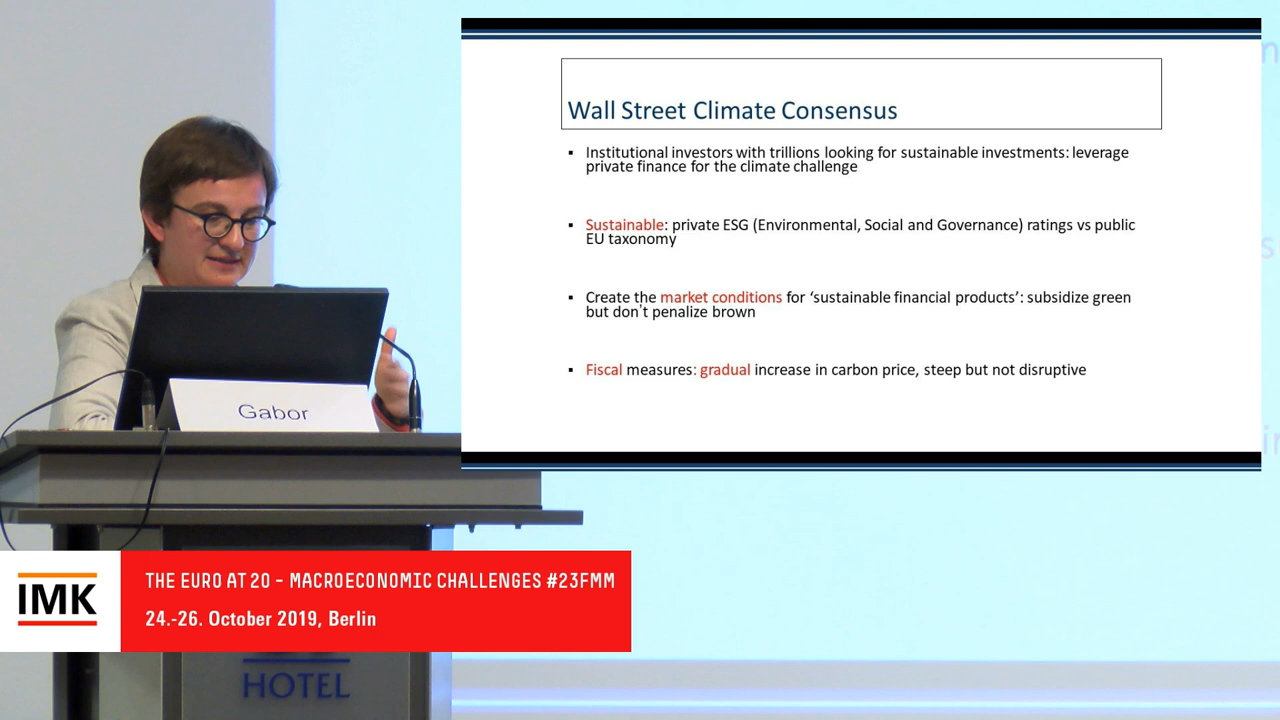 Wall Street Climate Consensus
▪ Institutional investors with trillions looking for sustainable investments: leverage
private finance for the climate challenge
▪ Sustainable: private ESG (Environmental, Social and Governance) ratings vs public
EU taxonomy
▪ Create the market conditions for ‘sustainable financial products’: subsidize green
but don't penalize brown
▪ Fiscal measures: gradual increase in carbon price, steep but not disruptive
Gabor
IMK
THE EURO AT 20 – MACROECONOMIC CHALLENGES #23FMM
24.-26. October 2019, Berlin
HOTEL